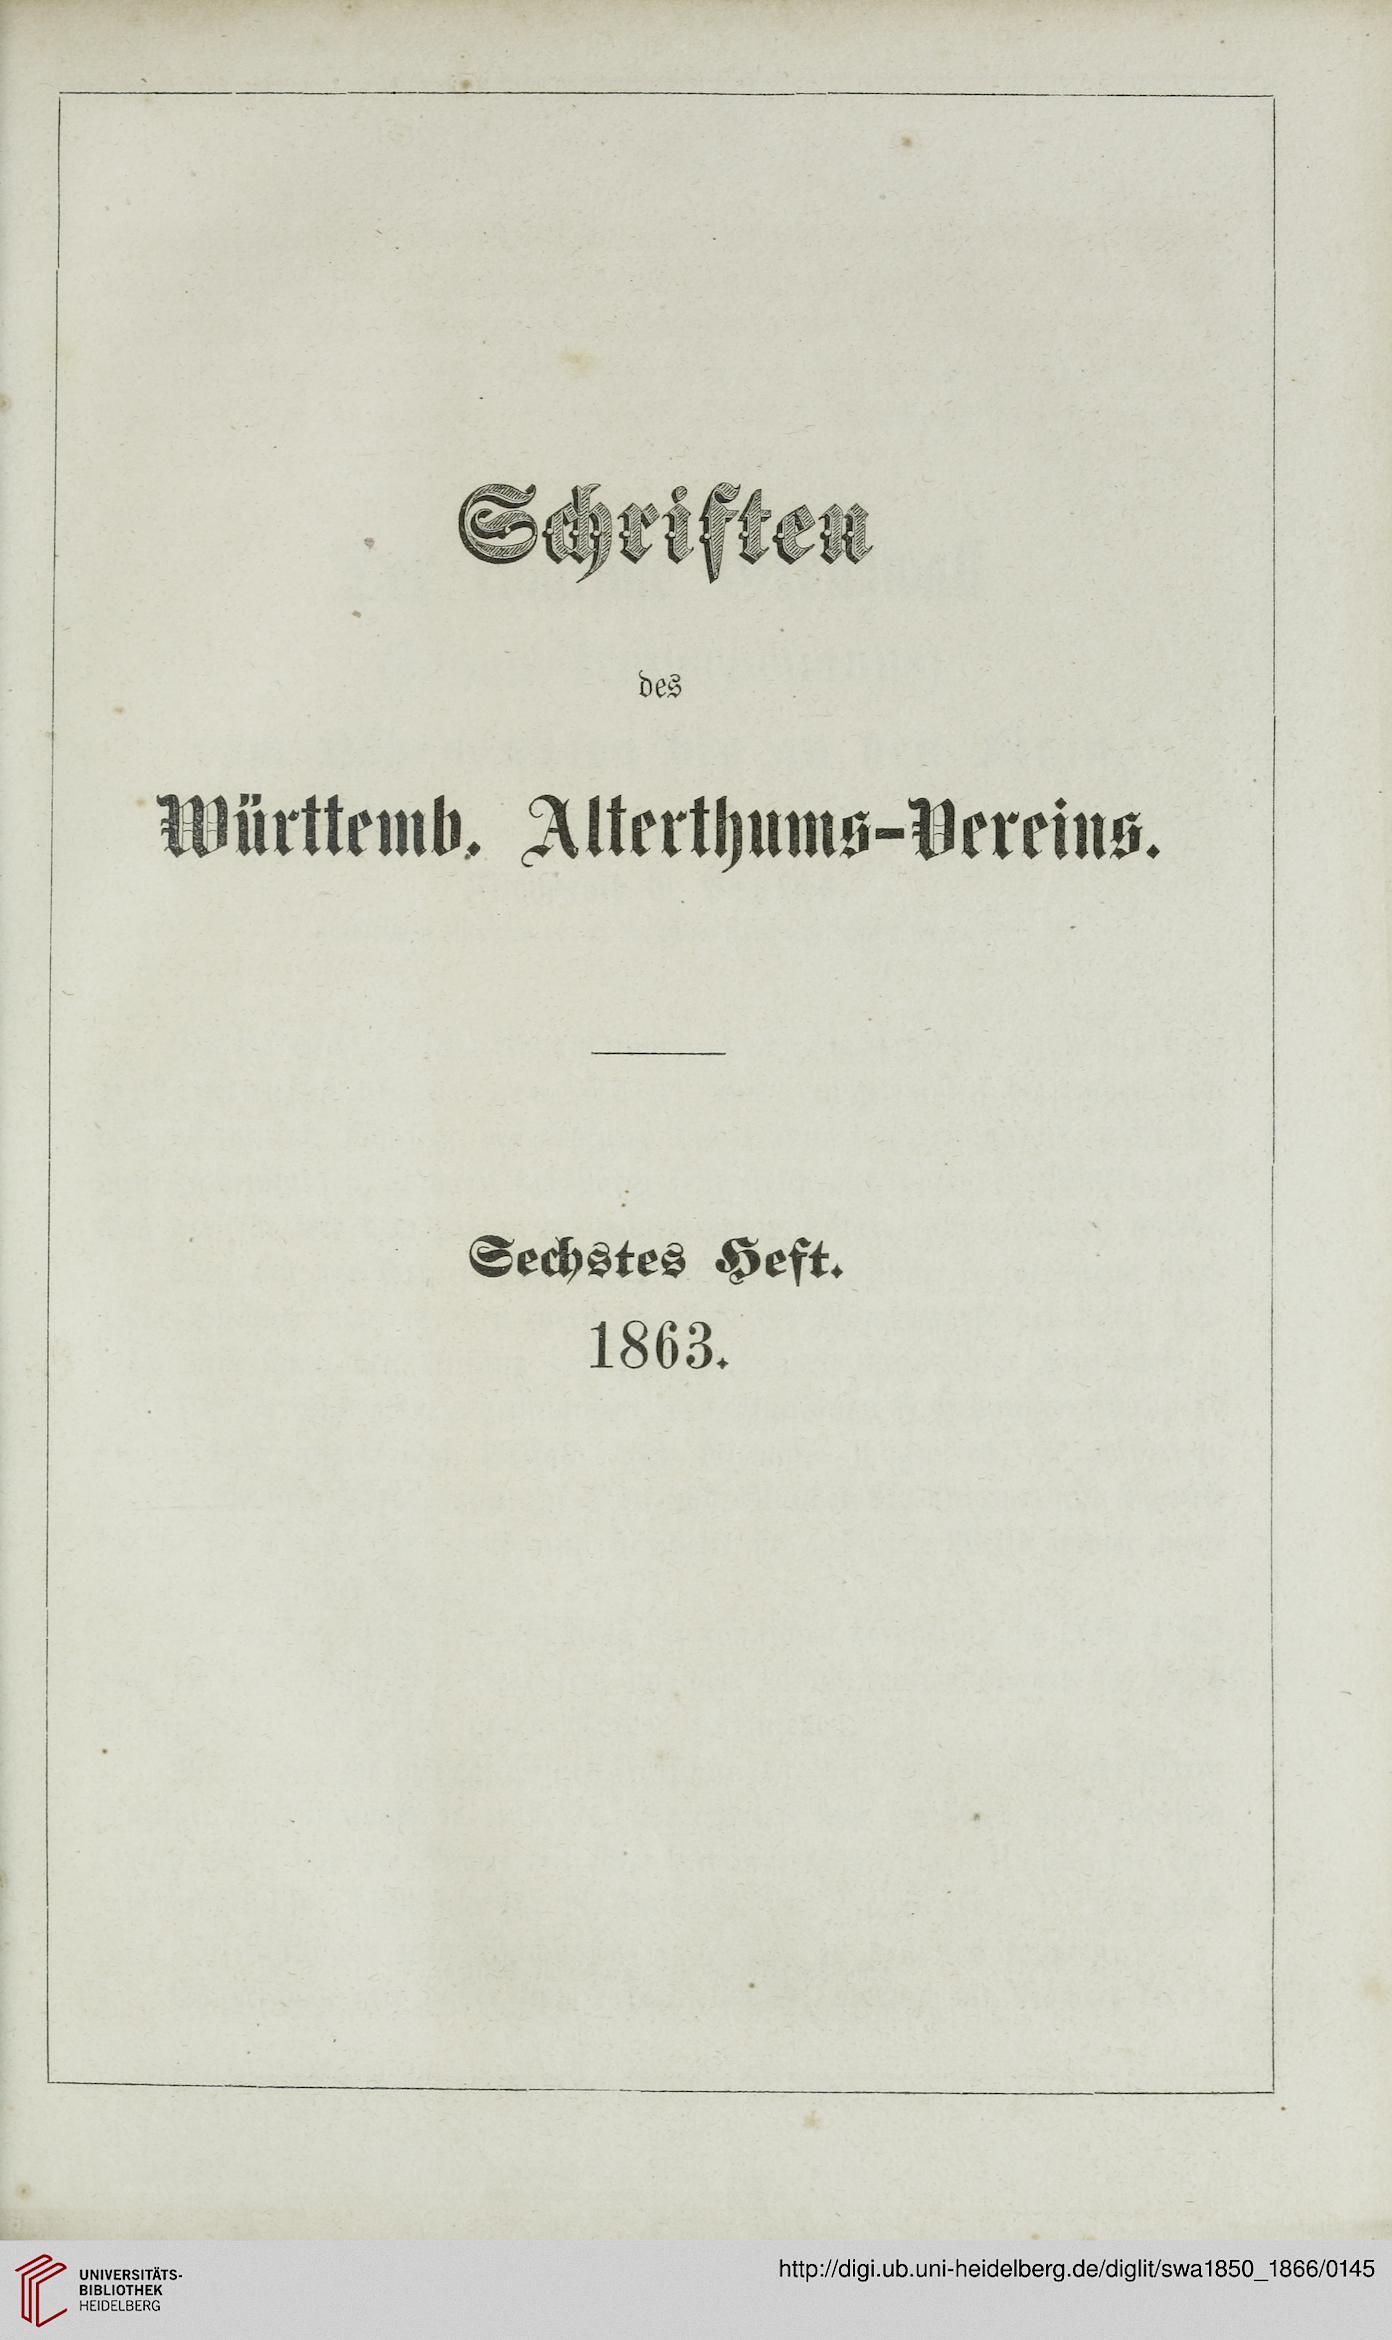 Schriften
des
Württemb. Alterthums-Vereins.
Sechstes Heft.
1863.
UNIVERSITÄTS-
BIBLIOTHEK
HEIDELBERG
http://digi.ub.uni-heidelberg.de/diglit/swa1850_1866/0145